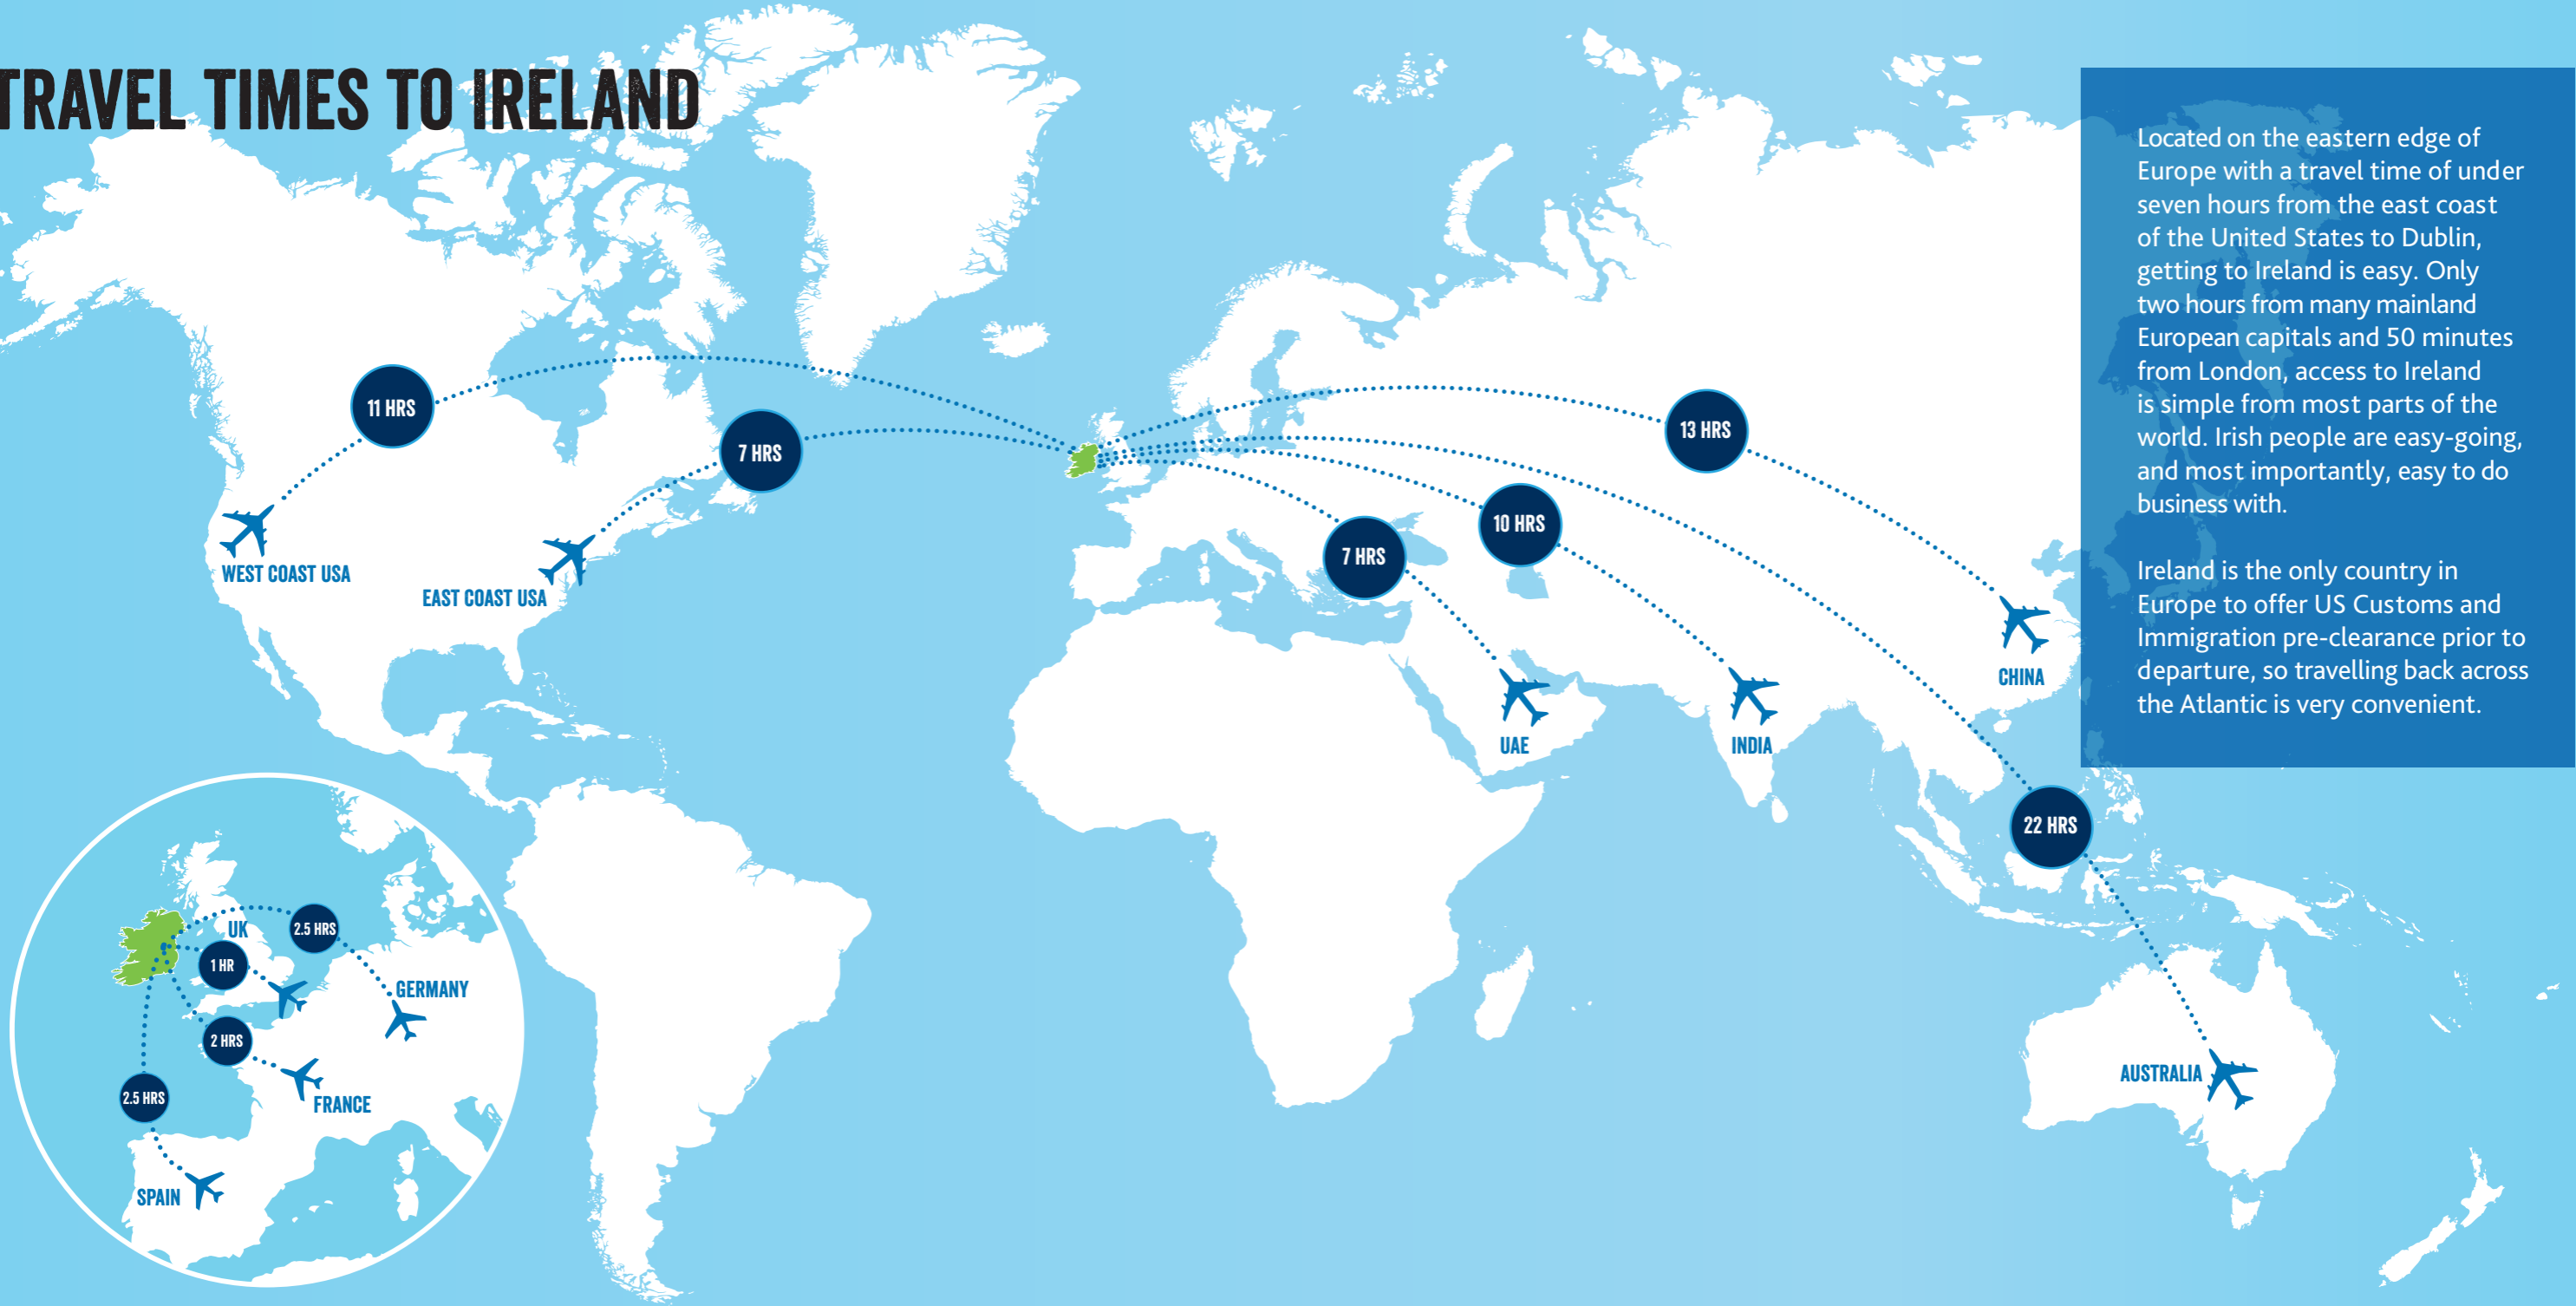 TRAVEL TIMES TO IRELAND
Located on the eastern edge of
Europe with a travel time of under
seven hours from the east coast
of the United States to Dublin,
getting to Ireland is easy. Only
two hours from many mainland
European capitals and 50 minutes
from London, access to Ireland
is simple from most parts of the
world. Irish people are easy-going,
and most importantly, easy to do
business with.
Ireland is the only country in
Europe to offer US Customs and
Immigration pre-clearance prior to
departure, so travelling back across
the Atlantic is very convenient.
11 HRS
7 HRS
13 HRS
10 HRS
7 HRS
WEST COAST USA
EAST COAST USA
CHINA
UAE
INDIA
22 HRS
AUSTRALIA
UK
2.5 HRS
1 HR
GERMANY
2 HRS
2.5 HRS
FRANCE
SPAIN